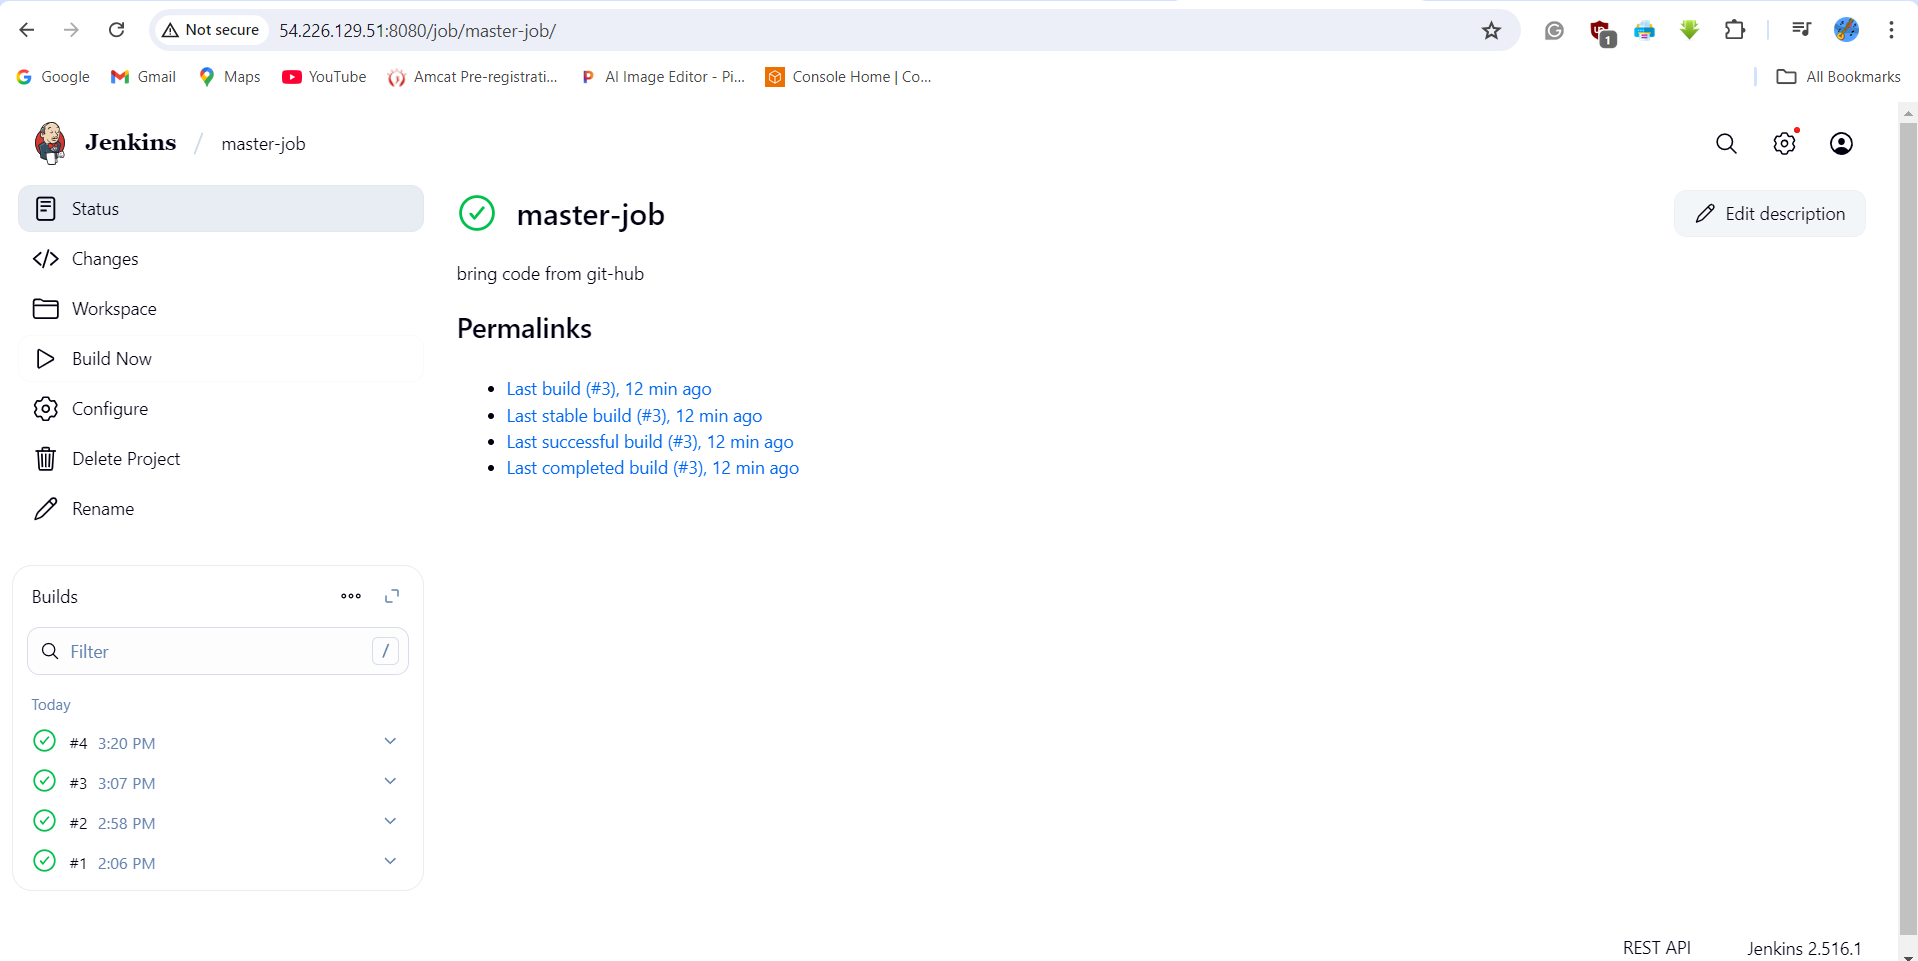 Not secure 54.226.129.51:8080/job/master-job/
1
Google Gmail Maps YouTube Amcat Pre-registrati... AI Image Editor - Pi... Console Home | Co... All Bookmarks
Jenkins / master-job
Status
Changes
Workspace
Build Now
Configure
Delete Project
Rename
master-job
Edit description
bring code from git-hub
Permalinks
Last build (#3), 12 min ago
Last stable build (#3), 12 min ago
Last successful build (#3), 12 min ago
Last completed build (#3), 12 min ago
Builds
Filter /
Today
#4 3:20 PM
#3 3:07 PM
#2 2:58 PM
#1 2:06 PM
REST API Jenkins 2.516.1